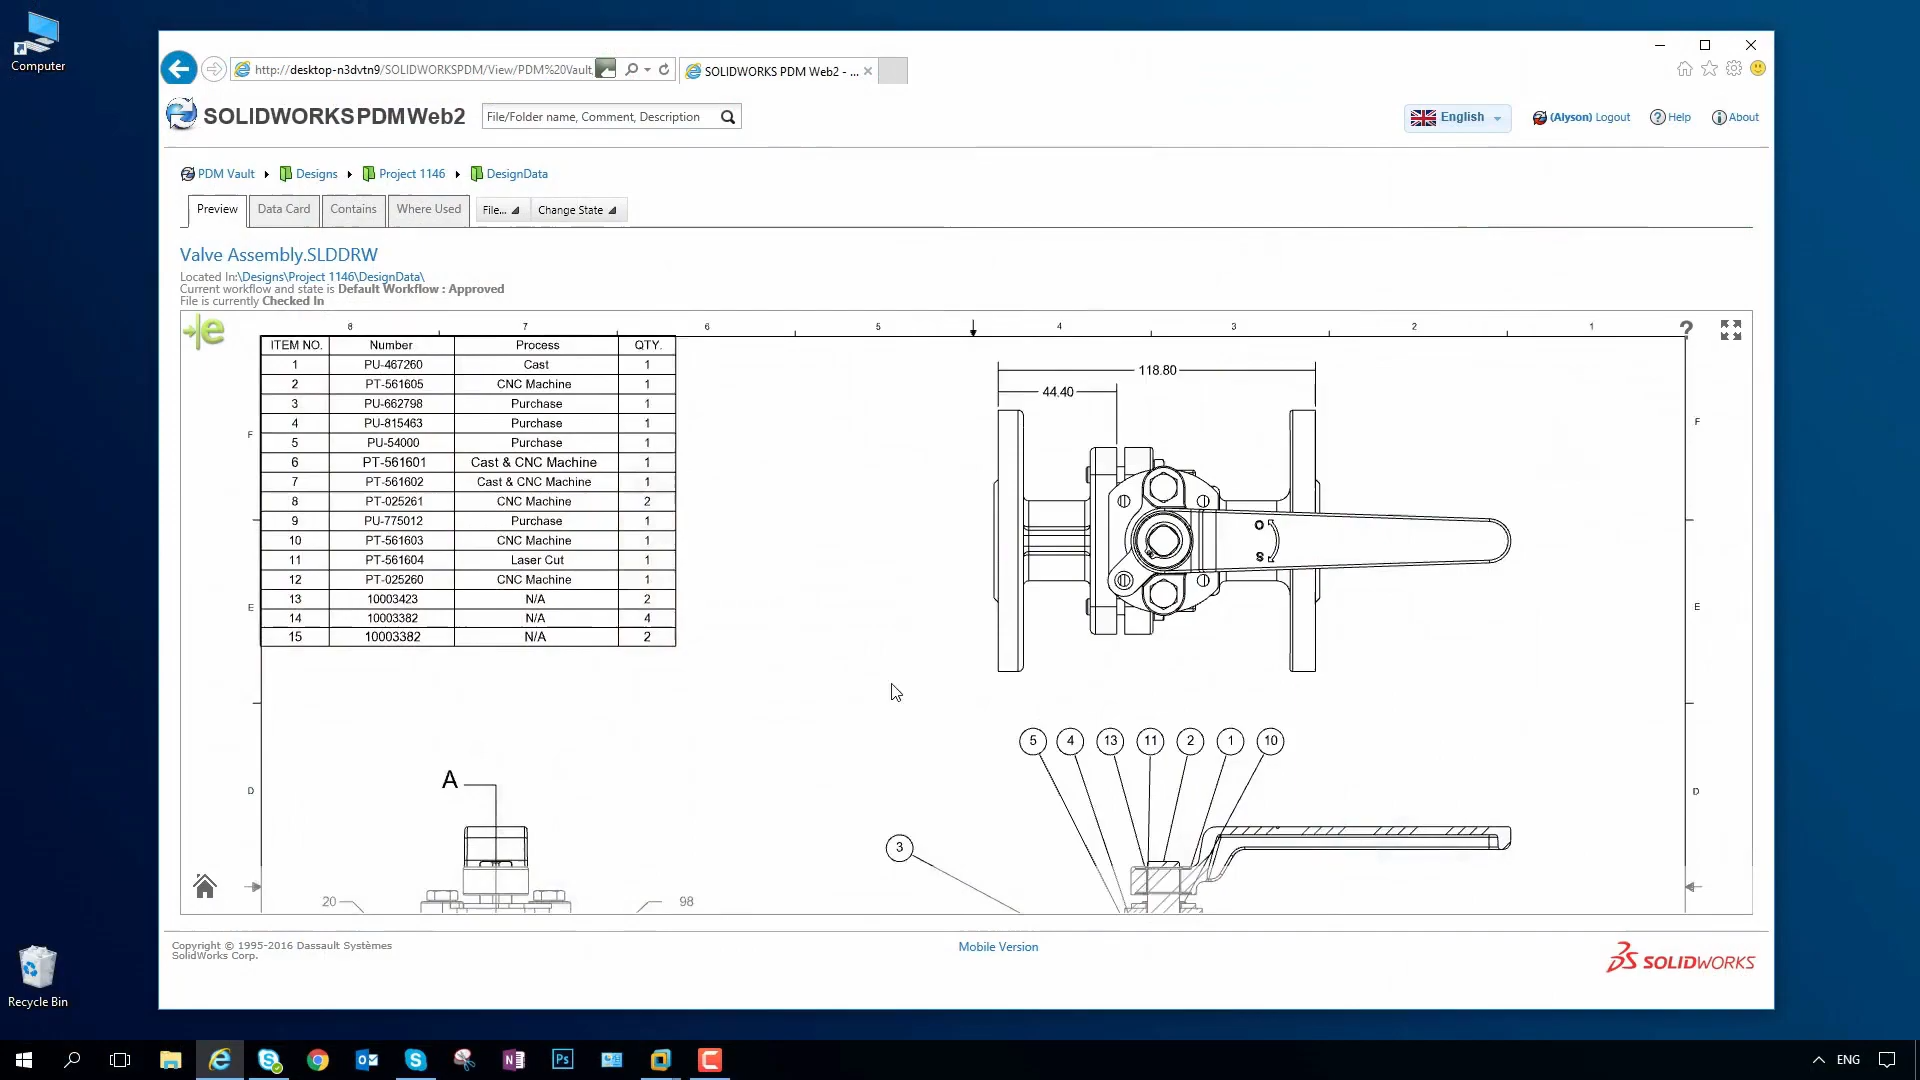 Computer
http://desktop-n3dvtn9/SOLIDWORKSPDM/View/PDM%20Vault,
SOLIDWORKS PDM Web2 - ...
SOLIDWORKSPDMWeb2
File/Folder name, Comment, Description
English
(Alyson) Logout
Help
About
PDM Vault
Designs
Project 1146
DesignData
Preview
Data Card
Contains
Where Used
File...
Change State
Valve Assembly.SLDDRW
Located In:\Designs\Project 1146\DesignData\
Current workflow and state is Default Workflow : Approved
File is currently Checked In
e
8 7 6 5 4 3 2 1
?
ITEM NO. Number Process QTY.
1 PU-467260 Cast 1
2 PT-561605 CNC Machine 1
3 PU-662798 Purchase 1
4 PU-815463 Purchase 1
5 PU-54000 Purchase 1
6 PT-561601 Cast & CNC Machine 1
7 PT-561602 Cast & CNC Machine 1
8 PT-025261 CNC Machine 2
9 PU-775012 Purchase 1
10 PT-561603 CNC Machine 1
11 PT-561604 Laser Cut 1
12 PT-025260 CNC Machine 1
13 10003423 N/A 2
14 10003382 N/A 4
15 10003382 N/A 2
118.80
44.40
F F
O
S
E E
5 4 13 11 2 1 10
A
D D
3
20 98
Copyright © 1995-2016 Dassault Systèmes
SolidWorks Corp.
Mobile Version
SOLIDWORKS
Recycle Bin
Ps
ENG